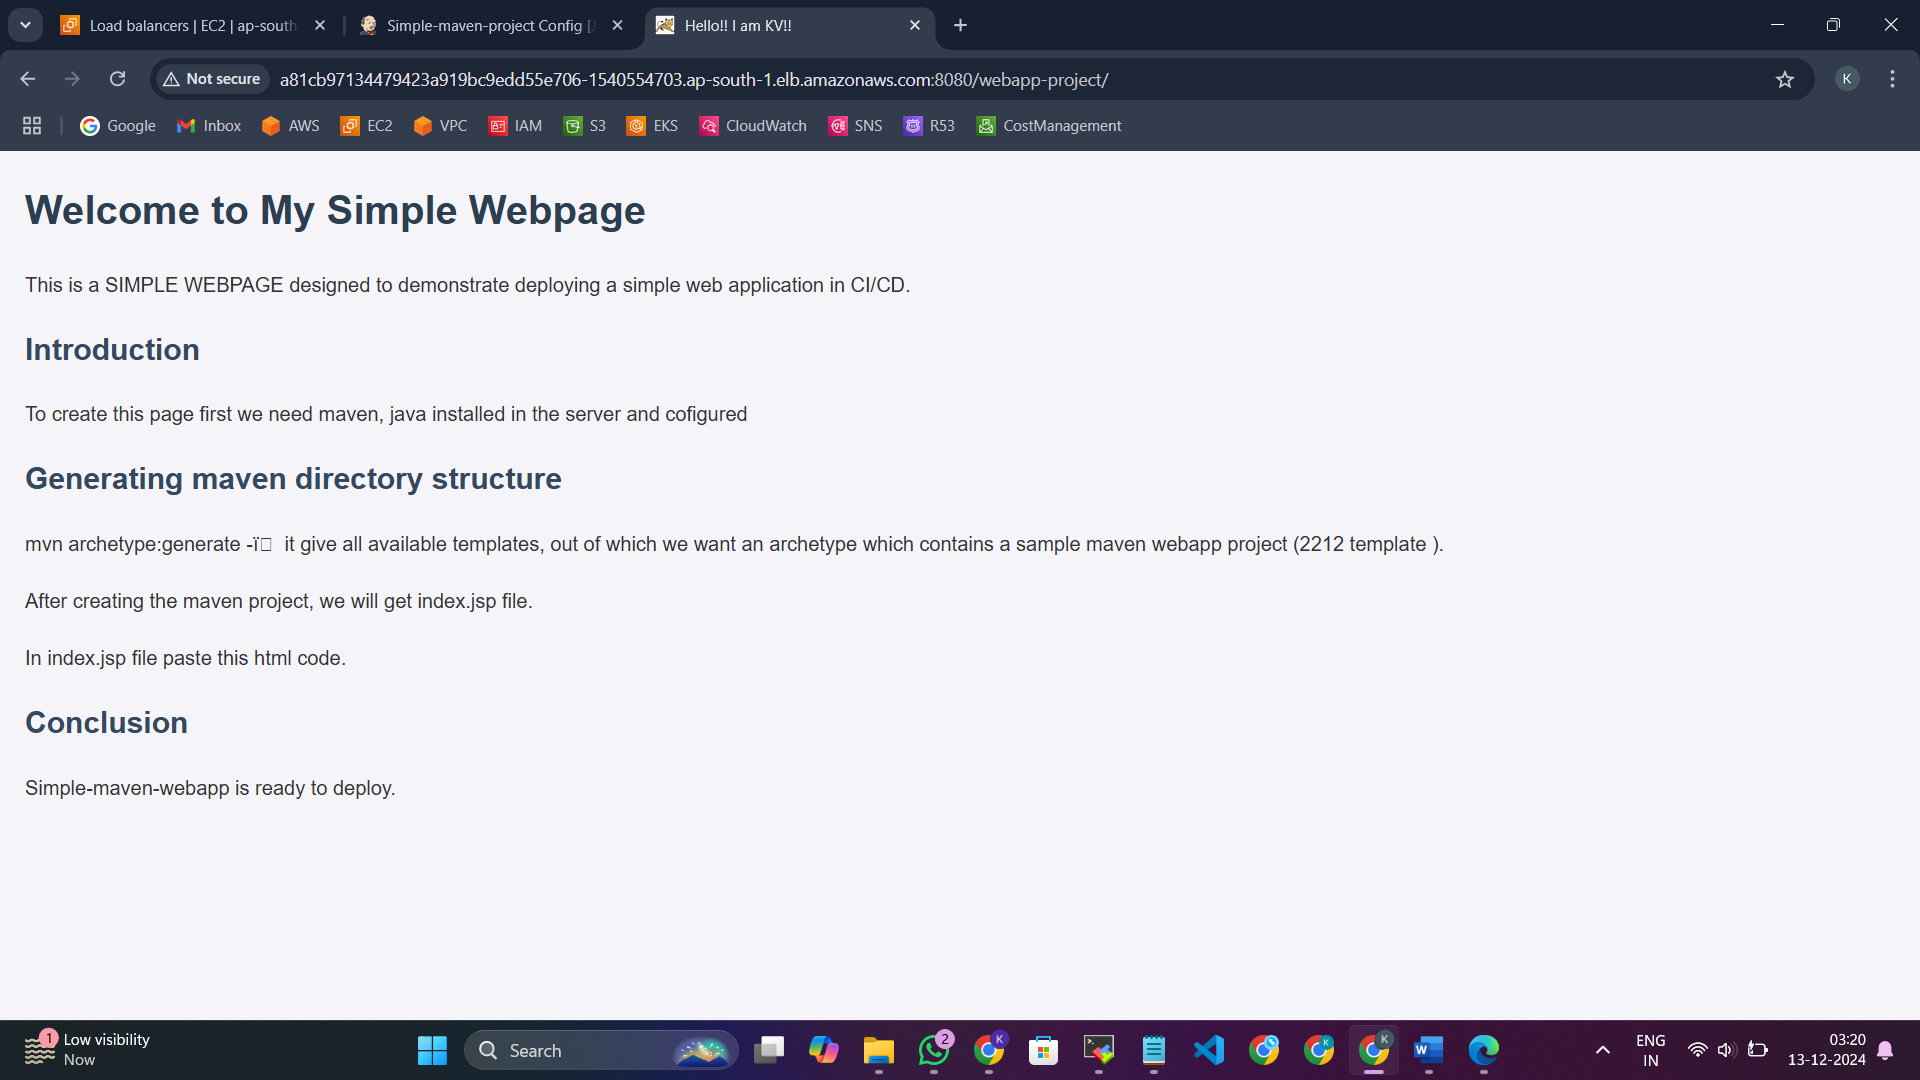 Load balancers | EC2 | ap-south
Simple-maven-project Config [J
Hello!! I am KV!!
Not secure
a81cb97134479423a919bc9edd55e706-1540554703.ap-south-1.elb.amazonaws.com:8080/webapp-project/
K
Google
Inbox
AWS
EC2
VPC
IAM
S3
EKS
CloudWatch
SNS
R53
CostManagement
Welcome to My Simple Webpage
This is a SIMPLE WEBPAGE designed to demonstrate deploying a simple web application in CI/CD.
Introduction
To create this page first we need maven, java installed in the server and cofigured
Generating maven directory structure
mvn archetype:generate -ï□ it give all available templates, out of which we want an archetype which contains a sample maven webapp project (2212 template ).
After creating the maven project, we will get index.jsp file.
In index.jsp file paste this html code.
Conclusion
Simple-maven-webapp is ready to deploy.
1
Low visibility
Now
Search
2
K
K
K
W
ENG
IN
03:20
13-12-2024